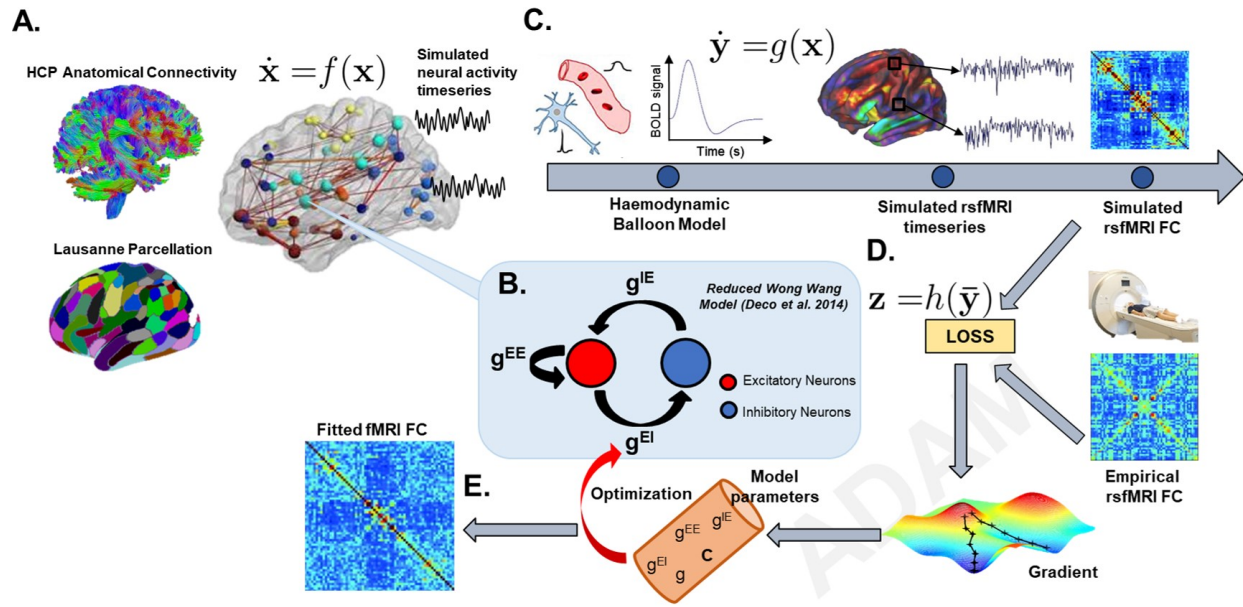 A.
HCP Anatomical Connectivity
ẋ = f(x)
Simulated
neural activity
timeseries
Lausanne Parcellation
C.
BOLD signal
Time (s)
ẏ = g(x)
Haemodynamic
Balloon Model
Simulated rsfMRI
timeseries
Simulated
rsfMRI FC
B.
Reduced Wong Wang
Model (Deco et al. 2014)
g^IE
g^EE
g^EI
Excitatory Neurons
Inhibitory Neurons
D.
z = h(ȳ)
LOSS
Empirical
rsfMRI FC
ADAM
Gradient
E.
Model
parameters
Optimization
g^IE
g^EE
C
g^EI
g
Fitted fMRI FC